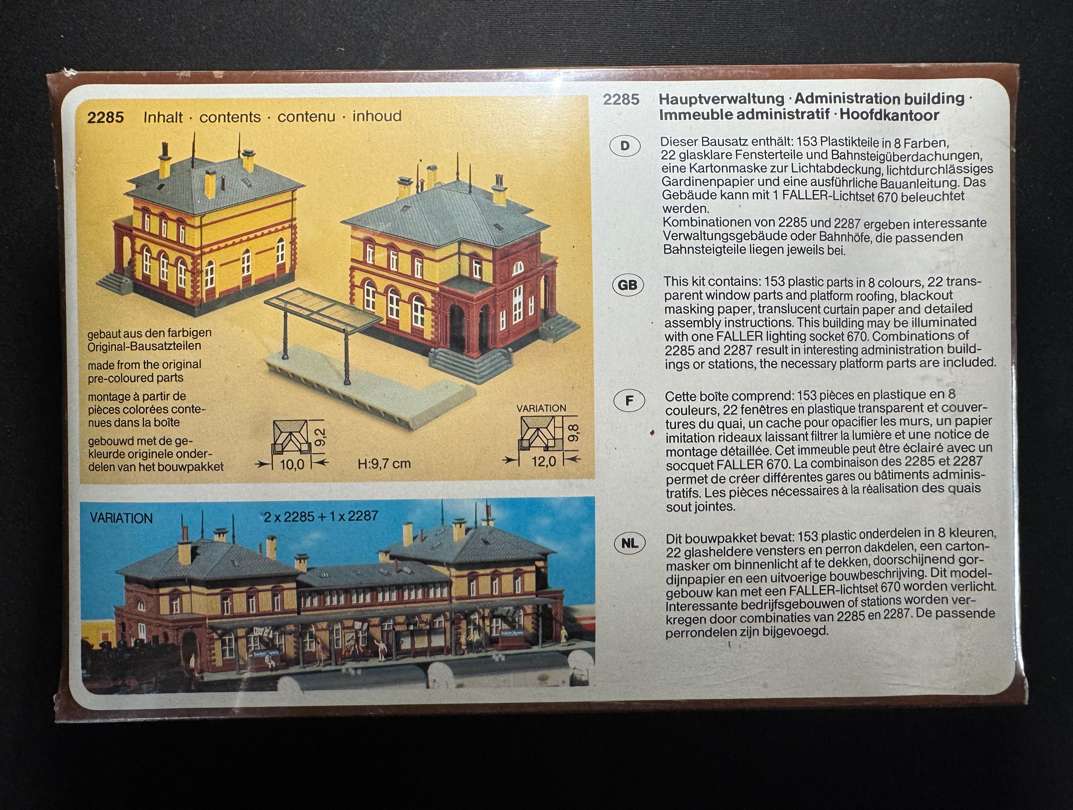 2285 Inhalt · contents · contenu · inhoud
gebaut aus den farbigen
Original-Bausatzteilen
made from the original
pre-coloured parts
montage à partir de
pièces colorées conte-
nues dans la boîte
gebouwd met de ge-
kleurde originele onder-
delen van het bouwpakket
9,2
10,0
H:9,7 cm
VARIATION
9,8
12,0
VARIATION 2 x 2285 + 1 x 2287
2285 Hauptverwaltung · Administration building ·
Immeuble administratif · Hoofdkantoor
D
Dieser Bausatz enthält: 153 Plastikteile in 8 Farben,
22 glasklare Fensterteile und Bahnsteigüberdachungen,
eine Kartonmaske zur Lichtabdeckung, lichtdurchlässiges
Gardinenpapier und eine ausführliche Bauanleitung. Das
Gebäude kann mit 1 FALLER-Lichtset 670 beleuchtet
werden.
Kombinationen von 2285 und 2287 ergeben interessante
Verwaltungsgebäude oder Bahnhöfe, die passenden
Bahnsteigteile liegen jeweils bei.
GB
This kit contains: 153 plastic parts in 8 colours, 22 trans-
parent window parts and platform roofing, blackout
masking paper, translucent curtain paper and detailed
assembly instructions. This building may be illuminated
with one FALLER lighting socket 670. Combinations of
2285 and 2287 result in interesting administration build-
ings or stations, the necessary platform parts are included.
F
Cette boîte comprend: 153 pièces en plastique en 8
couleurs, 22 fenêtres en plastique transparent et couver-
tures du quai, un cache pour opacifier les murs, un papier
imitation rideaux laissant filtrer la lumière et une notice de
montage détaillée. Cet immeuble peut être éclairé avec un
socquet FALLER 670. La combinaison des 2285 et 2287
permet de créer différentes gares ou bâtiments adminis-
tratifs. Les pièces nécessaires à la réalisation des quais
sout jointes.
NL
Dit bouwpakket bevat: 153 plastic onderdelen in 8 kleuren,
22 glasheldere vensters en perron dakdelen, een carton-
masker om binnenlicht af te dekken, doorschijnend gor-
dijnpapier en een uitvoerige bouwbeschrijving. Dit model-
gebouw kan met een FALLER-lichtset 670 worden verlicht.
Interessante bedrijfsgebouwen of stations worden ver-
kregen door combinaties van 2285 en 2287. De passende
perrondelen zijn bijgevoegd.